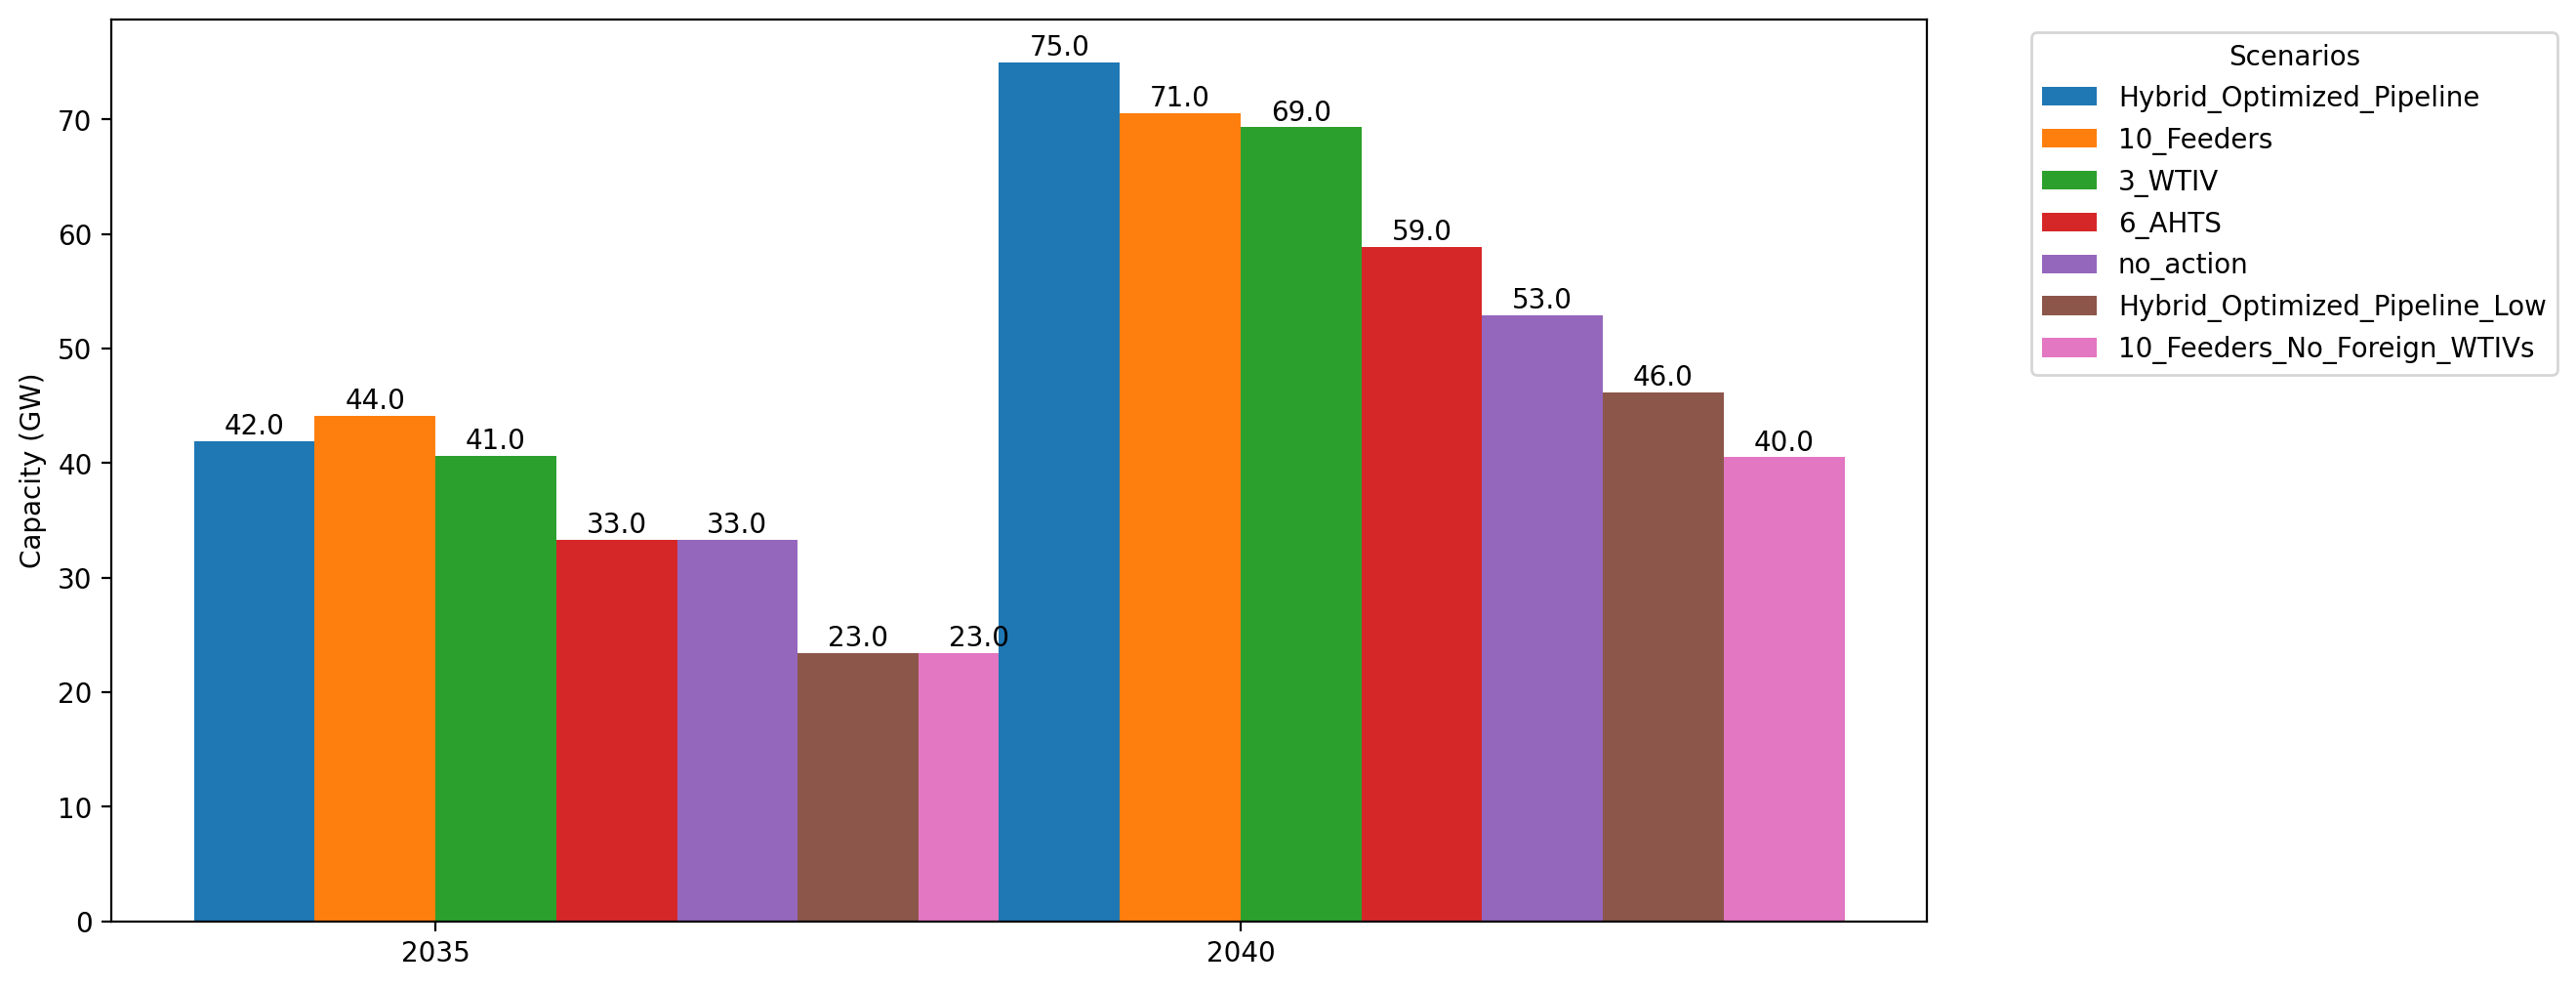 Capacity (GW)
70
60
50
40
30
20
10
0
42.0
44.0
41.0
33.0
33.0
23.0
23.0
75.0
71.0
69.0
59.0
53.0
46.0
40.0
2035
2040
Scenarios
Hybrid_Optimized_Pipeline
10_Feeders
3_WTIV
6_AHTS
no_action
Hybrid_Optimized_Pipeline_Low
10_Feeders_No_Foreign_WTIVs